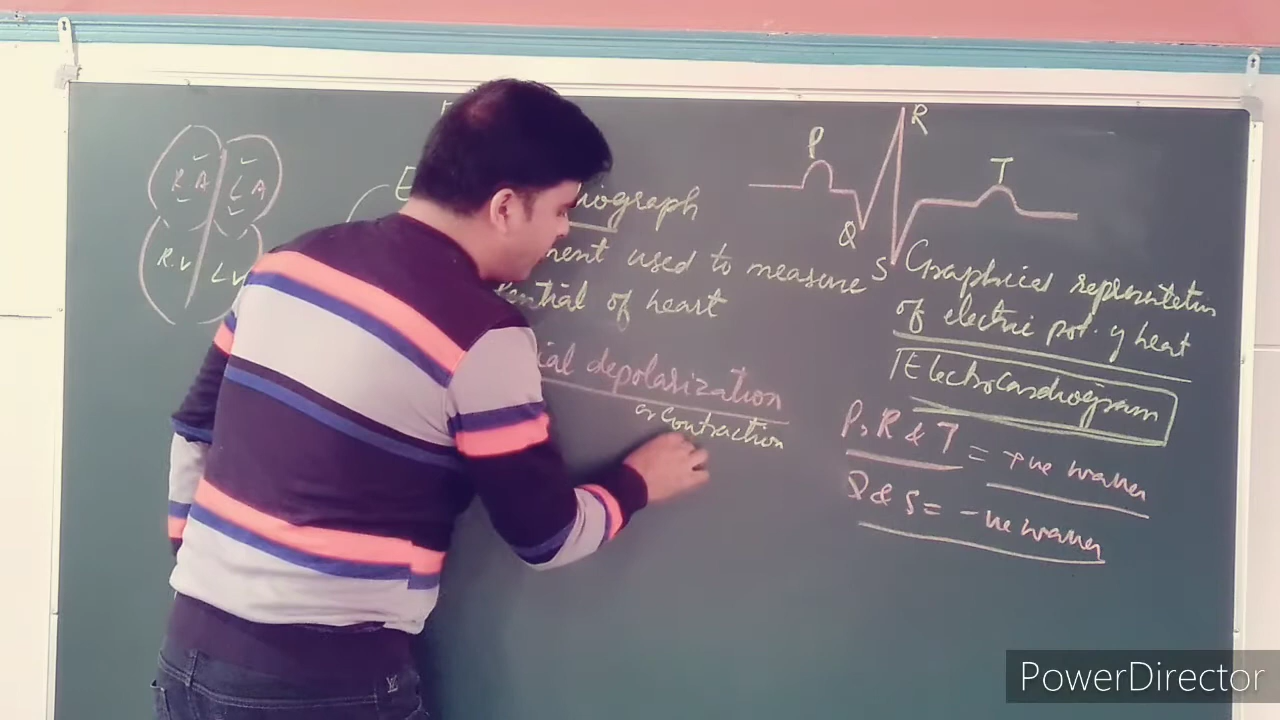 R A
L A
R.V
L V
E
iograph
ment used to measure
ential of heart
ial depolarization
or Contraction
P
Q
R
S
T
Graphical representation
of electric pot. of heart
Electrocardiogram
P, R & T = +ve waves
Q & S = -ve waves
PowerDirector